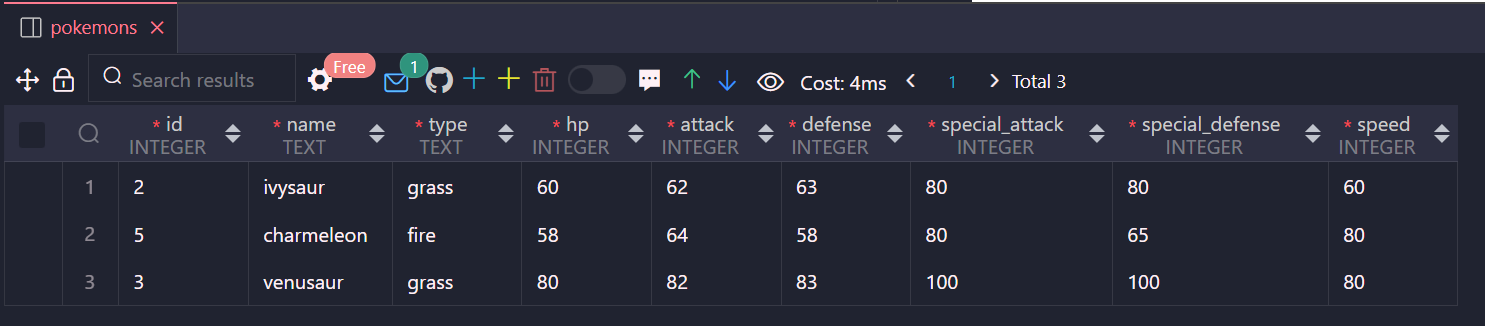 pokemons
Search results Free 1 Cost: 4ms 1 Total 3
* id * name * type * hp * attack * defense * special_attack * special_defense * speed
INTEGER TEXT TEXT INTEGER INTEGER INTEGER INTEGER INTEGER INTEGER
1 2 ivysaur grass 60 62 63 80 80 60
2 5 charmeleon fire 58 64 58 80 65 80
3 3 venusaur grass 80 82 83 100 100 80